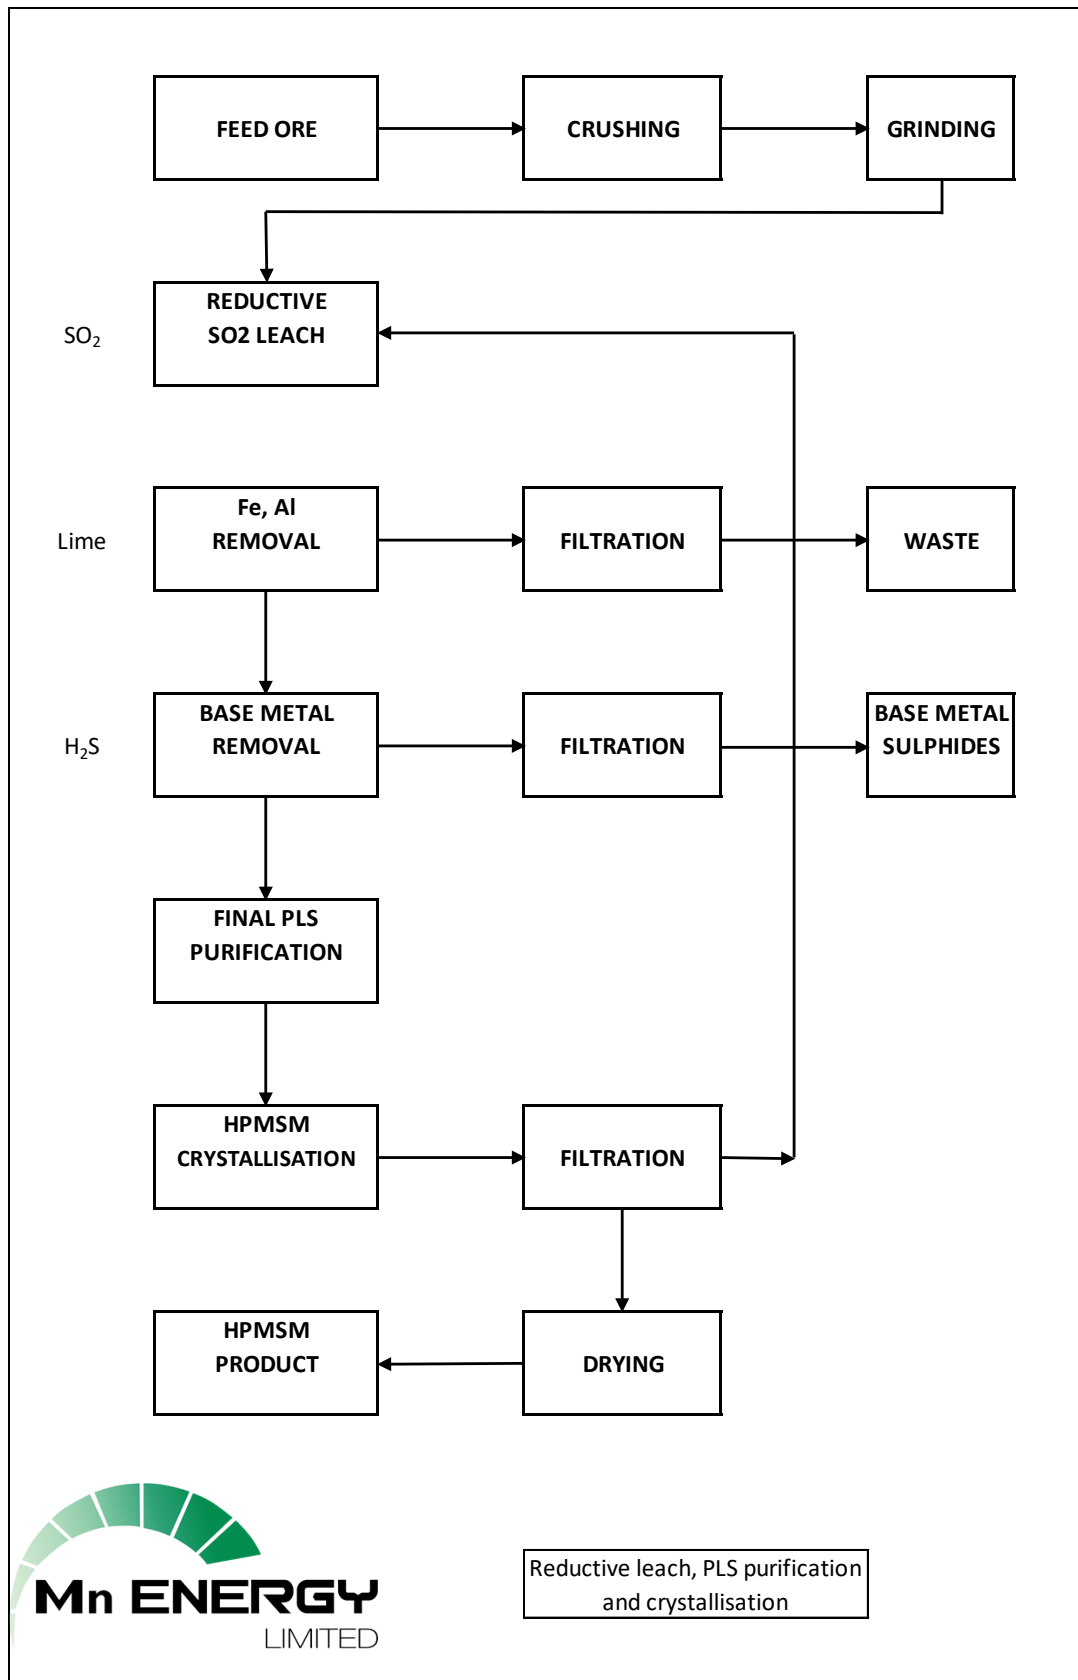 FEED ORE
CRUSHING
GRINDING
SO₂
REDUCTIVE
SO2 LEACH
Lime
Fe, Al
REMOVAL
FILTRATION
WASTE
H₂S
BASE METAL
REMOVAL
FILTRATION
BASE METAL
SULPHIDES
FINAL PLS
PURIFICATION
HPMSM
CRYSTALLISATION
FILTRATION
HPMSM
PRODUCT
DRYING
Mn ENERGY
LIMITED
Reductive leach, PLS purification
and crystallisation